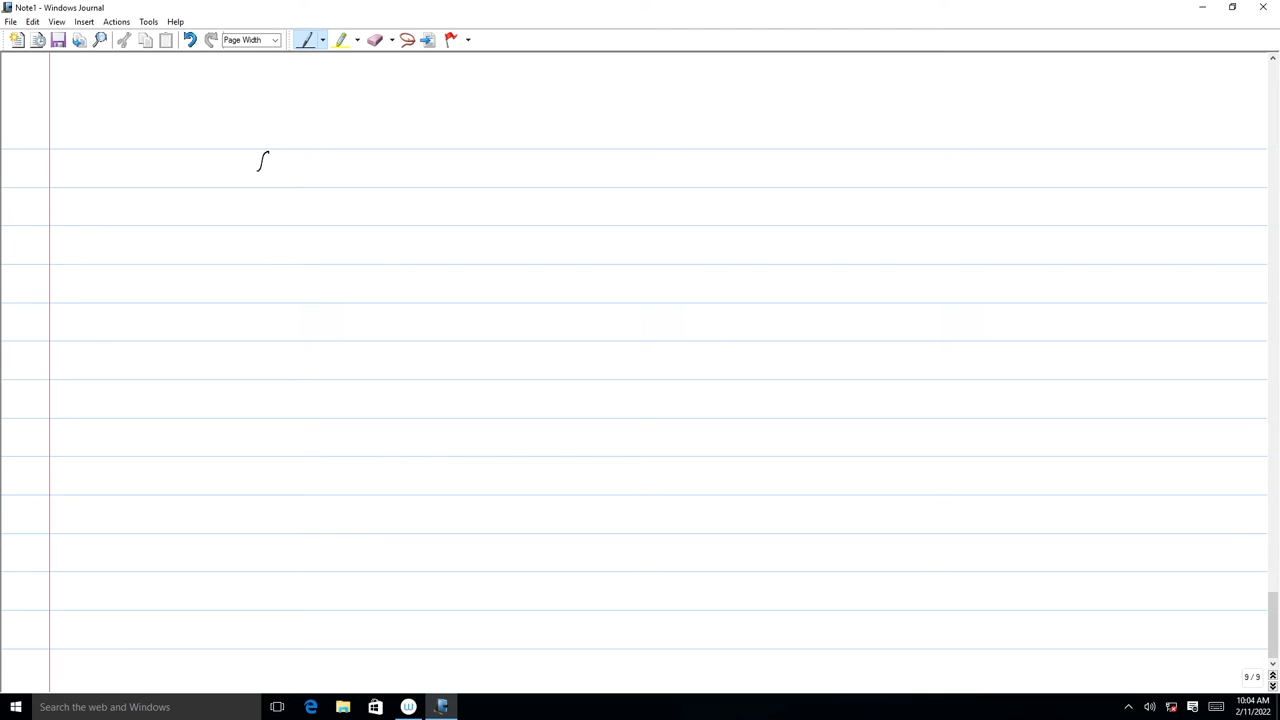 Note1 - Windows Journal
File Edit View Insert Actions Tools Help
Page Width
∫
9 / 9
Search the web and Windows
10:04 AM
2/11/2022